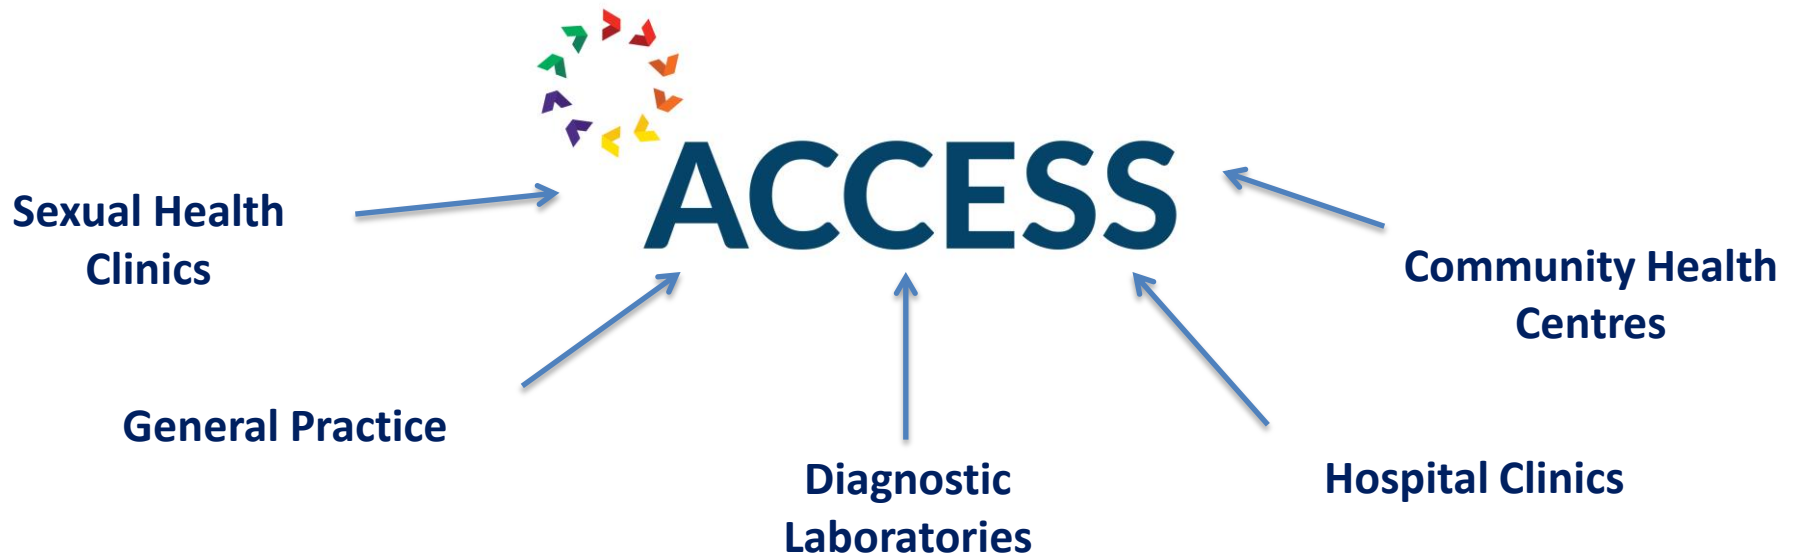 ACCESS
Sexual Health
Clinics
Community Health
Centres
General Practice
Diagnostic
Laboratories
Hospital Clinics